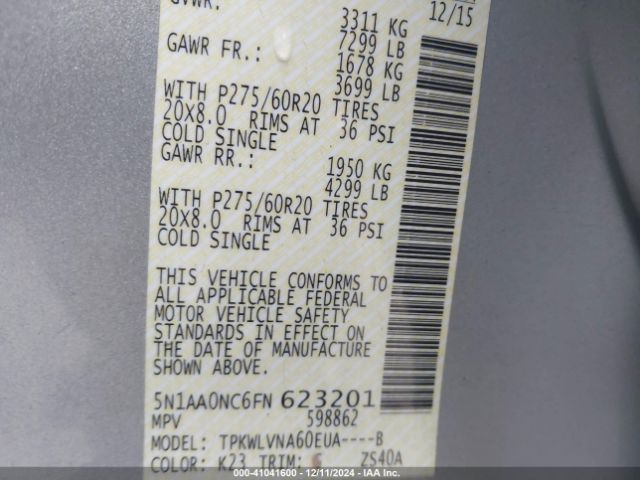 GVWR:
12/15
3311 KG
7299 LB
GAWR FR.:
1678 KG
3699 LB
WITH P275/60R20 TIRES
20X8.0 RIMS AT 36 PSI
COLD SINGLE
GAWR RR.:
1950 KG
4299 LB
WITH P275/60R20 TIRES
20X8.0 RIMS AT 36 PSI
COLD SINGLE
THIS VEHICLE CONFORMS TO
ALL APPLICABLE FEDERAL
MOTOR VEHICLE SAFETY
STANDARDS IN EFFECT ON
THE DATE OF MANUFACTURE
SHOWN ABOVE.
5N1AA0NC6FN 623201
MPV 598862
MODEL: TPKWLVNA60EUA----B
COLOR: K23 TRIM: G ZS40A
000-41041600 - 12/11/2024 - IAAI.COM